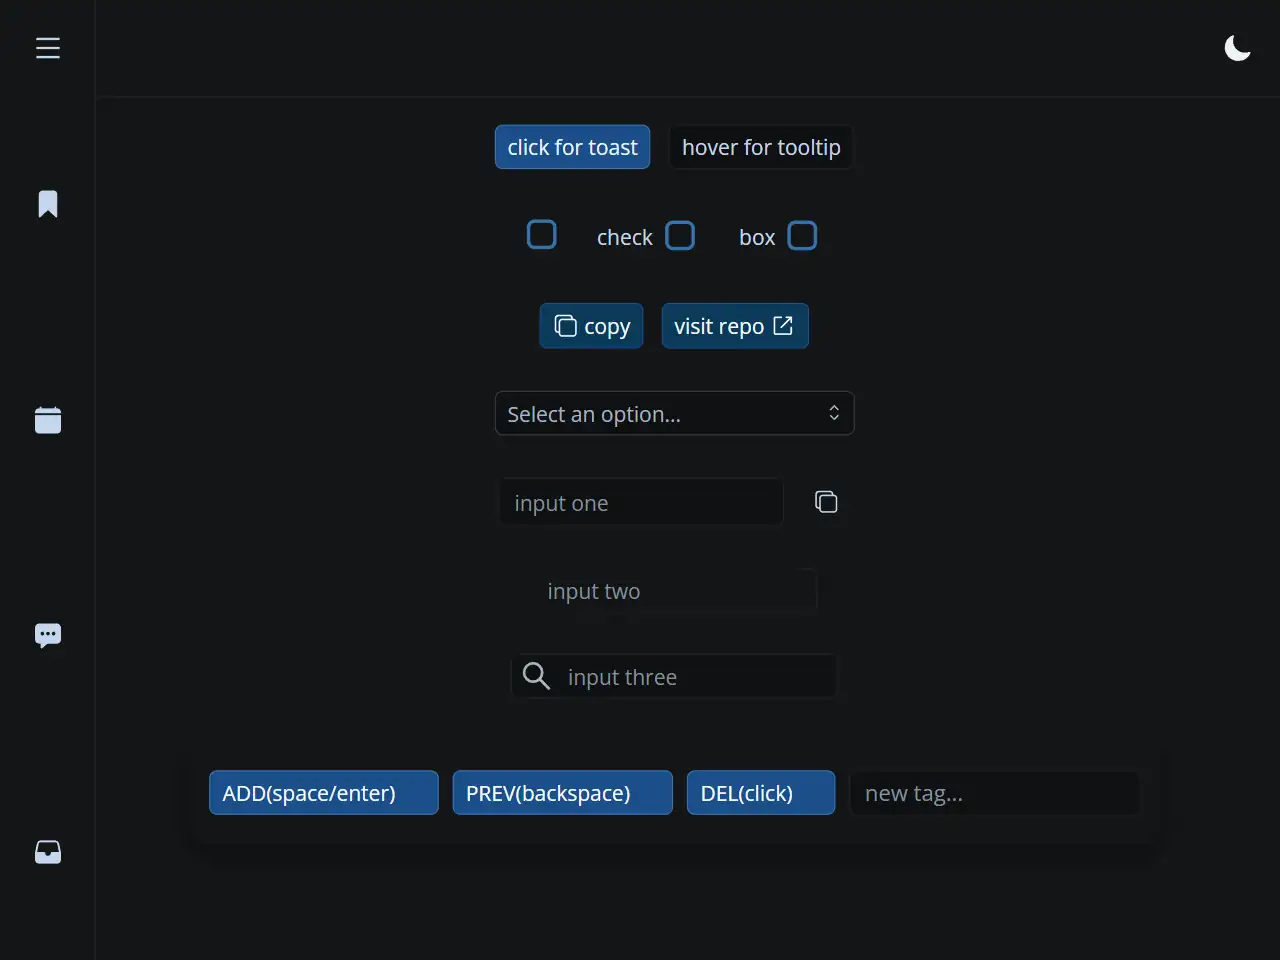 click for toast hover for tooltip
check box
copy visit repo
Select an option...
input one
input two
input three
ADD(space/enter) PREV(backspace) DEL(click) new tag...